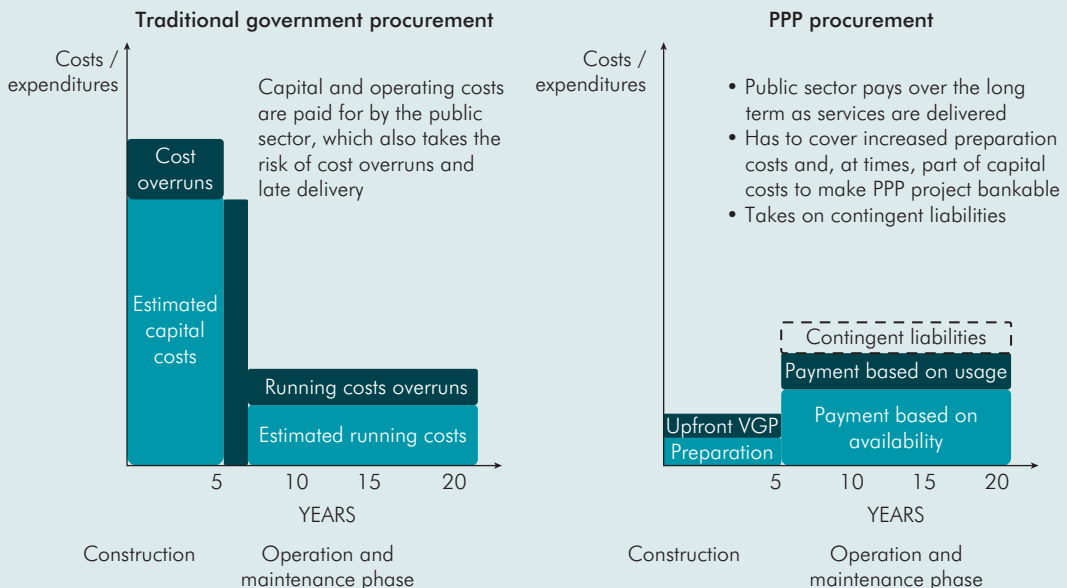 Traditional government procurement
Costs /
expenditures
Capital and operating costs
are paid for by the public
sector, which also takes the
risk of cost overruns and
late delivery
Cost
overruns
Estimated
capital
costs
Running costs overruns
Estimated running costs
5 10 15 20
YEARS
Construction
Operation and
maintenance phase
PPP procurement
Costs /
expenditures
• Public sector pays over the long
term as services are delivered
• Has to cover increased preparation
costs and, at times, part of capital
costs to make PPP project bankable
• Takes on contingent liabilities
Contingent liabilities
Payment based on usage
Payment based on
availability
Upfront VGP
Preparation
5 10 15 20
YEARS
Construction
Operation and
maintenance phase